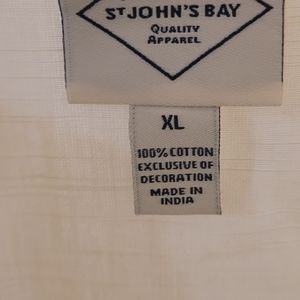 ST JOHN'S BAY
QUALITY
APPAREL
XL
100% COTTON
EXCLUSIVE OF
DECORATION
MADE IN
INDIA